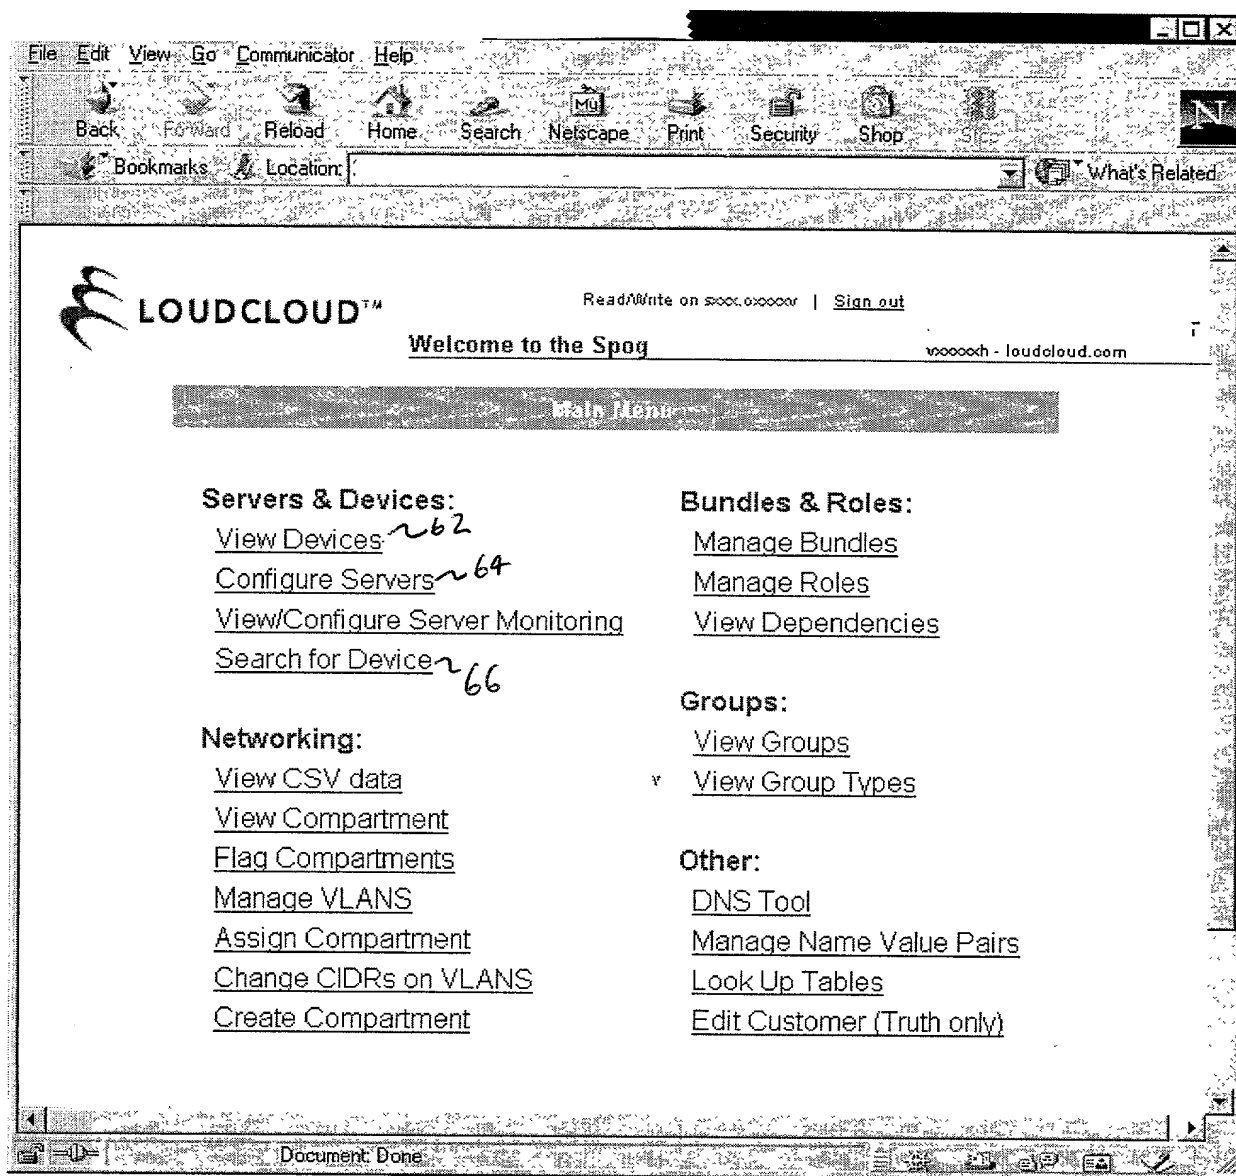 File Edit View Go Communicator Help
Back Forward Reload Home Search Netscape Print Security Shop Stop
My
N
Bookmarks Location: What's Related
LOUDCLOUD™
Read/Write on | Sign out
Welcome to the Spog
- loudcloud.com
Main Menu
Servers & Devices:
View Devices ~62
Configure Servers ~64
View/Configure Server Monitoring
Search for Device ~66
Networking:
View CSV data
View Compartment
Flag Compartments
Manage VLANS
Assign Compartment
Change CIDRs on VLANS
Create Compartment
Bundles & Roles:
Manage Bundles
Manage Roles
View Dependencies
Groups:
View Groups
View Group Types
Other:
DNS Tool
Manage Name Value Pairs
Look Up Tables
Edit Customer (Truth only)
Document: Done